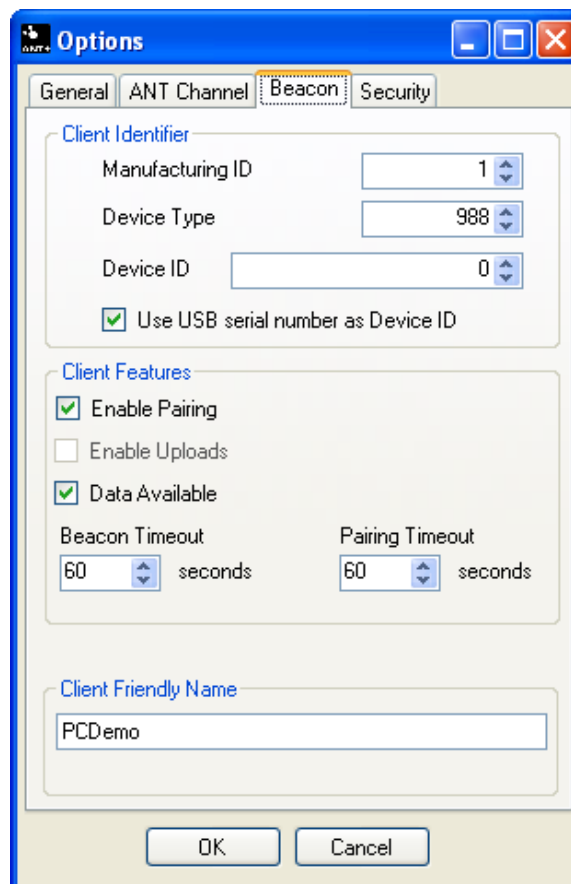 ANT+ Options
General ANT Channel Beacon Security
Client Identifier
Manufacturing ID 1
Device Type 988
Device ID 0
Use USB serial number as Device ID
Client Features
Enable Pairing
Enable Uploads
Data Available
Beacon Timeout Pairing Timeout
60 seconds 60 seconds
Client Friendly Name
PCDemo
OK Cancel